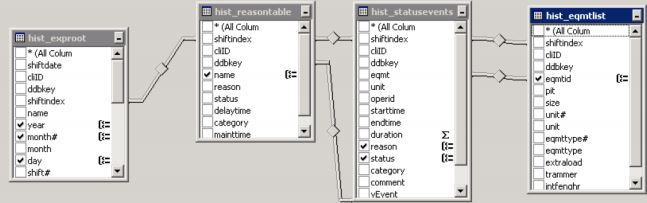 hist_exproot
* (All Colum
shiftdate
cliID
ddbkey
shiftindex
name
year
month#
month
day
shift#
hist_reasontable
* (All Colum
shiftindex
cliID
ddbkey
name
reason
status
delaytime
category
mainttime
hist_statusevents
* (All Colum
shiftindex
cliID
ddbkey
eqmt
unit
operid
starttime
endtime
duration Σ
reason
status
category
comment
vEvent
hist_eqmtlist
* (All Colum
shiftindex
cliID
ddbkey
eqmtid
pit
size
unit#
unit
eqmttype#
eqmttype
extraload
trammer
intfenghr